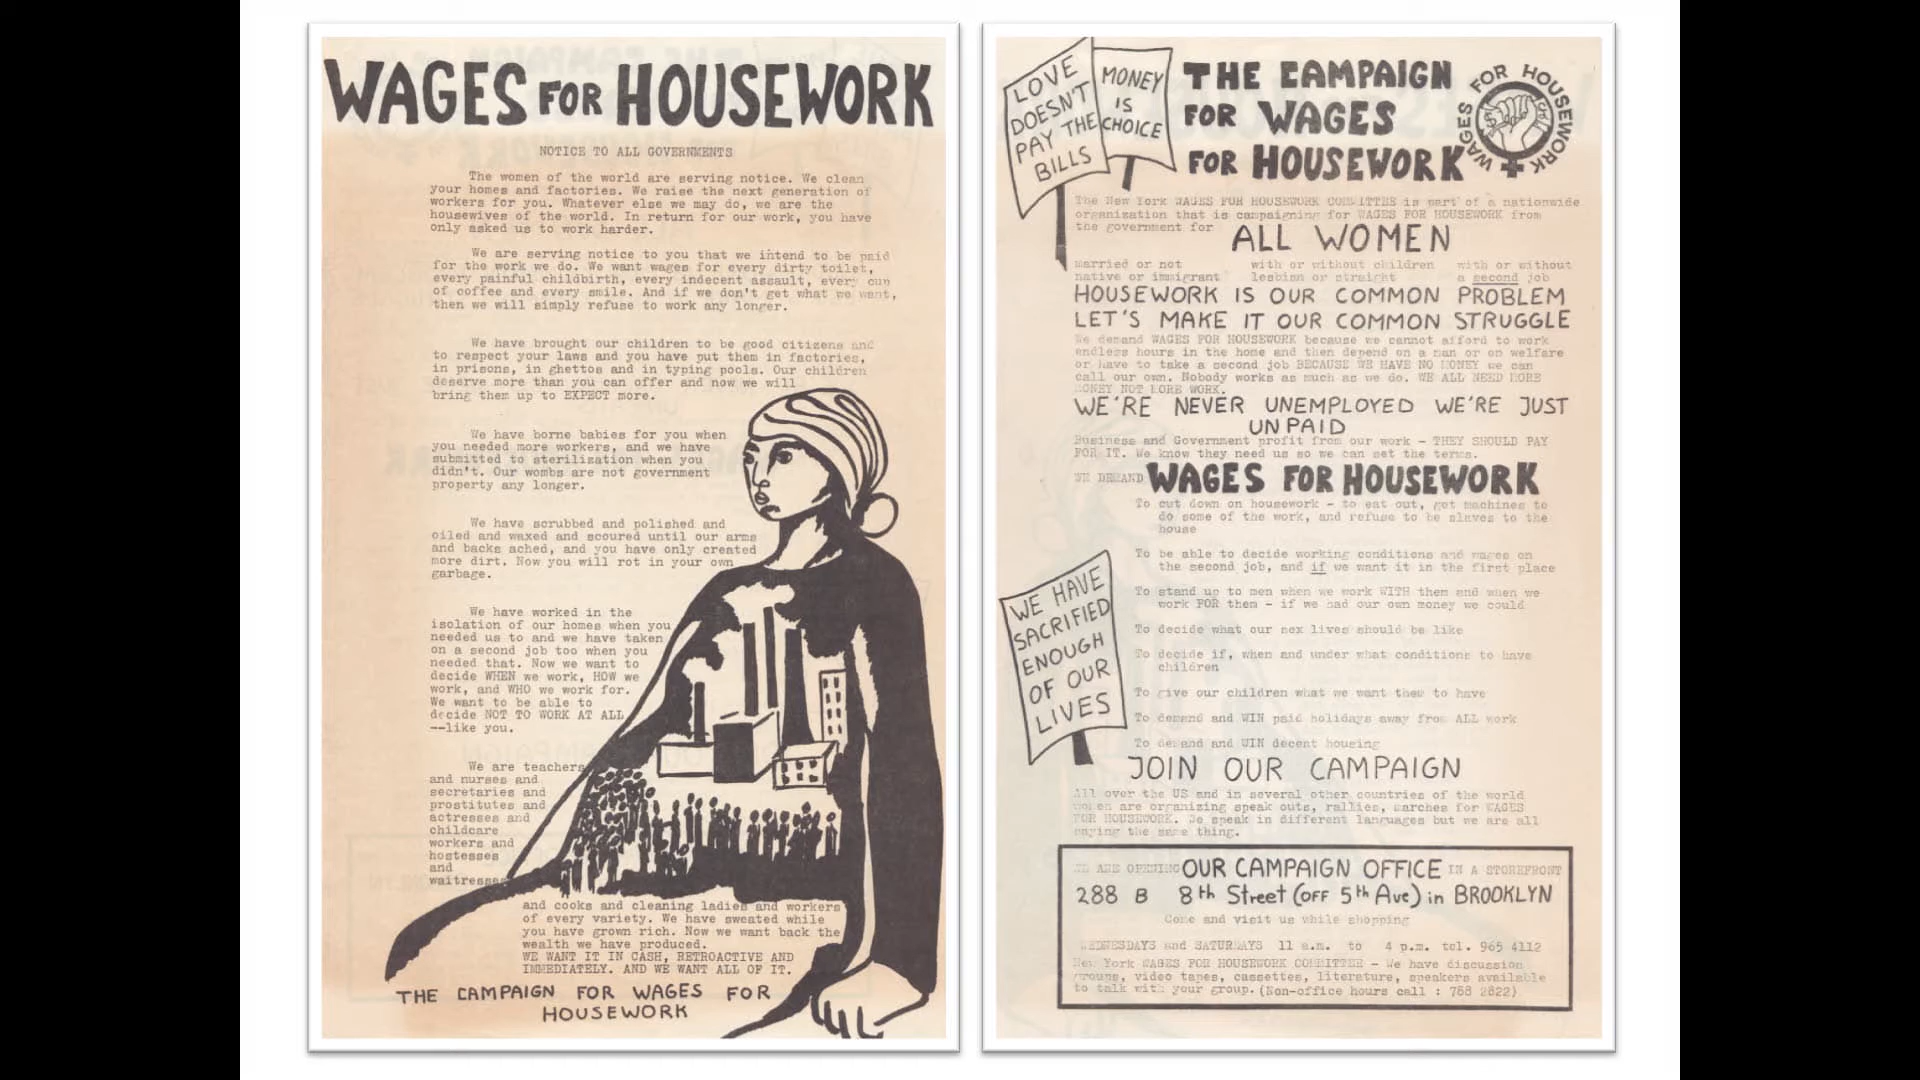 WAGES FOR HOUSEWORK
NOTICE TO ALL GOVERNMENTS
The women of the world are serving notice. We clean
your homes and factories. We raise the next generation of
workers for you. Whatever else we may do, we are the
housewives of the world. In return for our work, you have
only asked us to work harder.
We are serving notice to you that we intend to be paid
for the work we do. We want wages for every dirty toilet,
every painful childbirth, every indecent assault, every cup
of coffee and every smile. And if we don't get what we want,
then we will simply refuse to work any longer.
We have brought our children to be good citizens and
to respect your laws and you have put them in factories,
in prisons, in ghettos and in typing pools. Our children
deserve more than you can offer and now we will
bring them up to EXPECT more.
We have borne babies for you when
you needed more workers, and we have
submitted to sterilization when you
didn't. Our wombs are not government
property any longer.
We have scrubbed and polished and
oiled and waxed and scoured until our arms
and backs ached, and you have only created
more dirt. Now you will rot in your own
garbage.
We have worked in the
isolation of our homes when you
needed us to and we have taken
on a second job too when you
needed that. Now we want to
decide WHEN we work, HOW we
work, and WHO we work for.
We want to be able to
decide NOT TO WORK AT ALL
--like you.
We are teachers
and nurses and
secretaries and
prostitutes and
actresses and
childcare
workers and
hostesses
and
waitresses
and cooks and cleaning ladies and workers
of every variety. We have sweated while
you have grown rich. Now we want back the
wealth we have produced.
WE WANT IT IN CASH, RETROACTIVE AND
IMMEDIATELY. AND WE WANT ALL OF IT.
THE CAMPAIGN FOR WAGES FOR
HOUSEWORK
LOVE
DOESN'T
PAY THE
BILLS
MONEY
IS
CHOICE
THE CAMPAIGN
FOR WAGES
FOR HOUSEWORK
WAGES FOR HOUSEWORK
The New York WAGES FOR HOUSEWORK COMMITTEE is part of a nationwide
organization that is campaigning for WAGES FOR HOUSEWORK from
the government for ALL WOMEN
married or not with or without children with or without
native or immigrant lesbian or straight a second job
HOUSEWORK IS OUR COMMON PROBLEM
LET'S MAKE IT OUR COMMON STRUGGLE
We demand WAGES FOR HOUSEWORK because we cannot afford to work
endless hours in the home and then depend on a man or on welfare
or have to take a second job BECAUSE WE HAVE NO MONEY we can
call our own. Nobody works as much as we do. WE ALL NEED MORE
MONEY NOT MORE WORK.
WE'RE NEVER UNEMPLOYED WE'RE JUST
UNPAID
Business and Government profit from our work - THEY SHOULD PAY
FOR IT. We know they need us so we can set the terms.
WE DEMAND WAGES FOR HOUSEWORK
To cut down on housework - to eat out, get machines to
do some of the work, and refuse to be slaves to the
house
To be able to decide working conditions and wages on
the second job, and if we want it in the first place
To stand up to men when we work WITH them and when we
work FOR them - if we had our own money we could
To decide what our sex lives should be like
To decide if, when and under what conditions to have
children
To give our children what we want them to have
To demand and WIN paid holidays away from ALL work
To demand and WIN decent housing
WE HAVE
SACRIFIED
ENOUGH
OF OUR
LIVES
JOIN OUR CAMPAIGN
All over the US and in several other countries of the world
women are organizing speak outs, rallies, marches for WAGES
FOR HOUSEWORK. We speak in different languages but we are all
saying the same thing.
WE ARE OPENING OUR CAMPAIGN OFFICE IN A STOREFRONT
288 B 8th Street (OFF 5th Ave) in BROOKLYN
Come and visit us while shopping
WEDNESDAYS and SATURDAYS 11 a.m. to 4 p.m. tel. 965 4112
New York WAGES FOR HOUSEWORK COMMITTEE - We have discussion
groups, video tapes, cassettes, literature, speakers available
to talk with your group. (Non-office hours call : 788 2822)